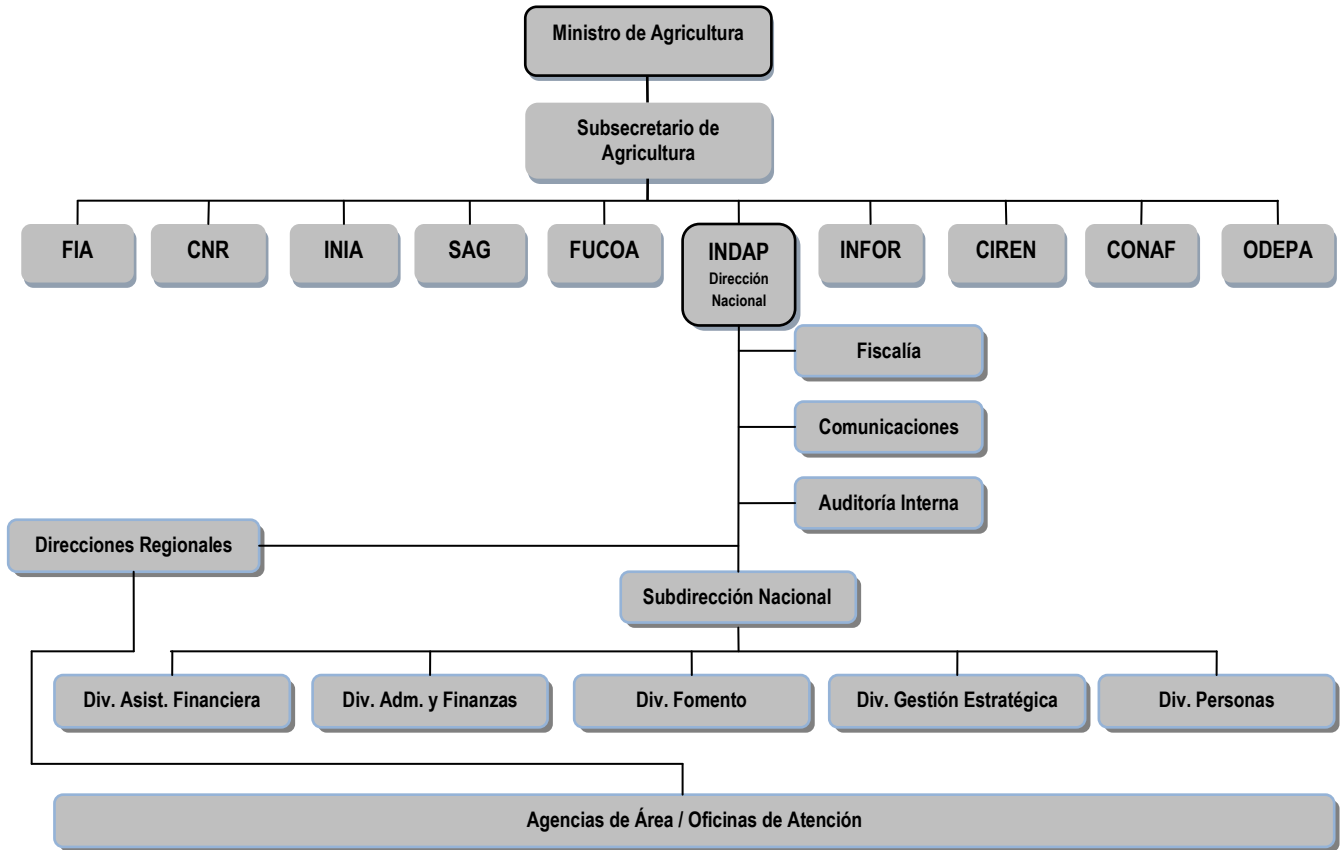 Ministro de Agricultura
Subsecretario de
Agricultura
FIA
CNR
INIA
SAG
FUCOA
INDAP
Dirección
Nacional
INFOR
CIREN
CONAF
ODEPA
Fiscalía
Comunicaciones
Auditoría Interna
Direcciones Regionales
Subdirección Nacional
Div. Asist. Financiera
Div. Adm. y Finanzas
Div. Fomento
Div. Gestión Estratégica
Div. Personas
Agencias de Área / Oficinas de Atención